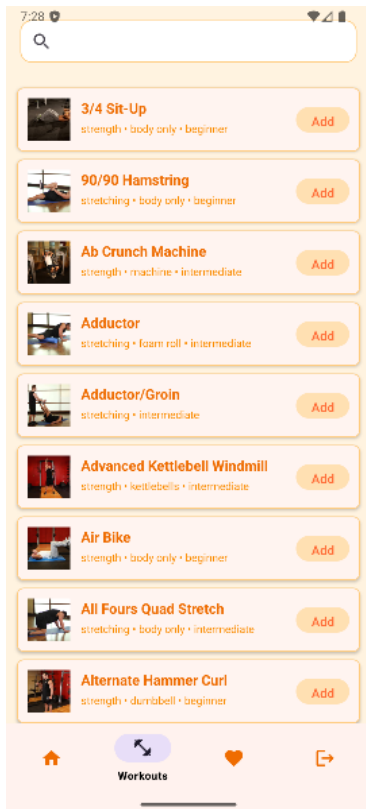 7:28
3/4 Sit-Up
strength • body only • beginner
Add
90/90 Hamstring
stretching • body only • beginner
Add
Ab Crunch Machine
strength • machine • intermediate
Add
Adductor
stretching • foam roll • intermediate
Add
Adductor/Groin
stretching • intermediate
Add
Advanced Kettlebell Windmill
strength • kettlebells • intermediate
Add
Air Bike
strength • body only • beginner
Add
All Fours Quad Stretch
stretching • body only • intermediate
Add
Alternate Hammer Curl
strength • dumbbell • beginner
Add
Workouts